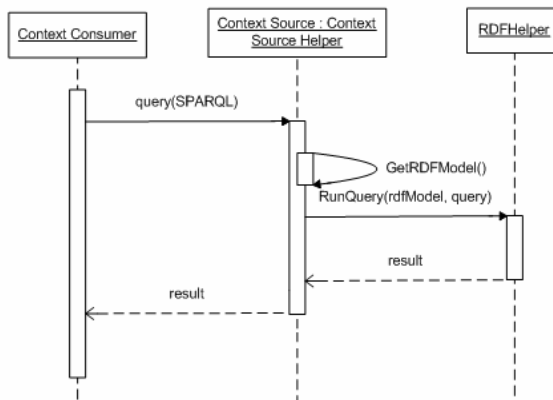 Context Consumer
Context Source : Context
Source Helper
RDFHelper
query(SPARQL)
GetRDFModel()
RunQuery(rdfModel, query)
result
result